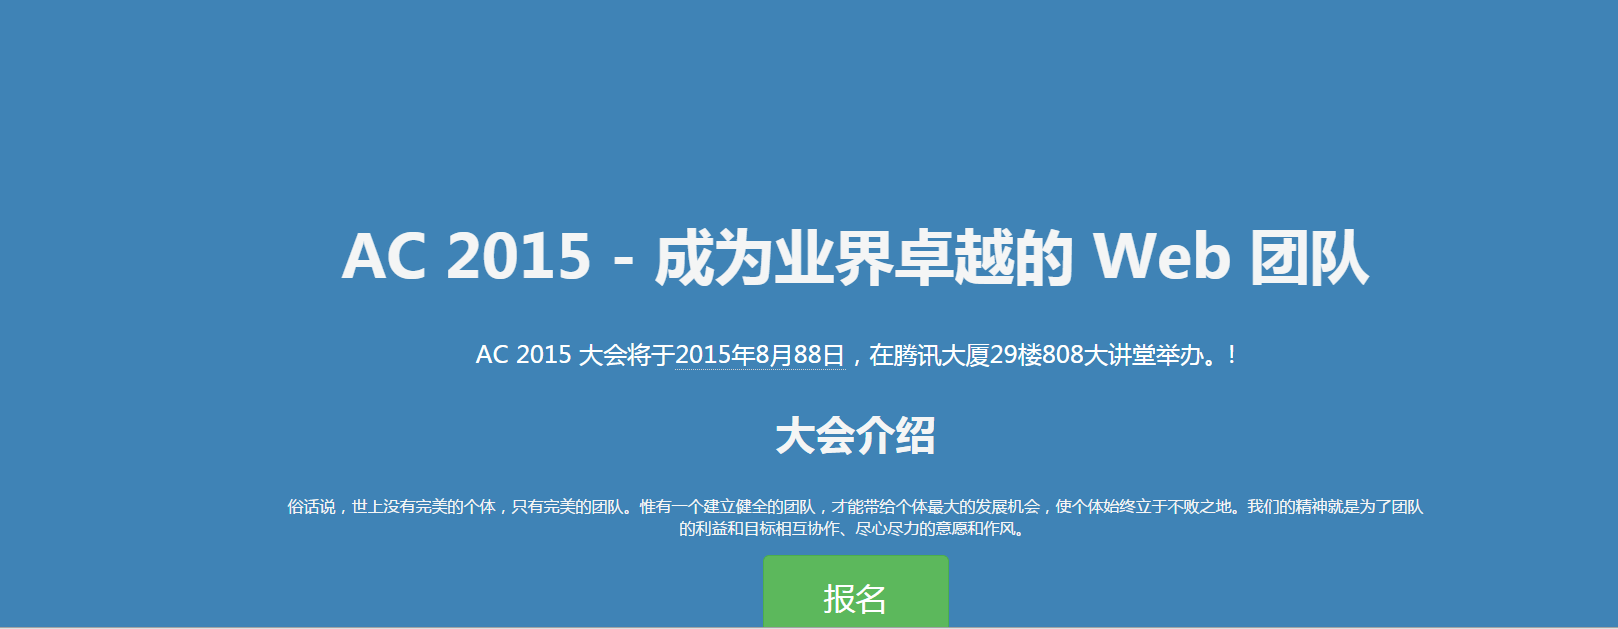 AC 2015 - 成为业界卓越的 Web 团队
AC 2015 大会将于2015年8月88日，在腾讯大厦29楼808大讲堂举办。!
大会介绍
俗话说，世上没有完美的个体，只有完美的团队。惟有一个建立健全的团队，才能带给个体最大的发展机会，使个体始终立于不败之地。我们的精神就是为了团队
的利益和目标相互协作、尽心尽力的意愿和作风。
报名